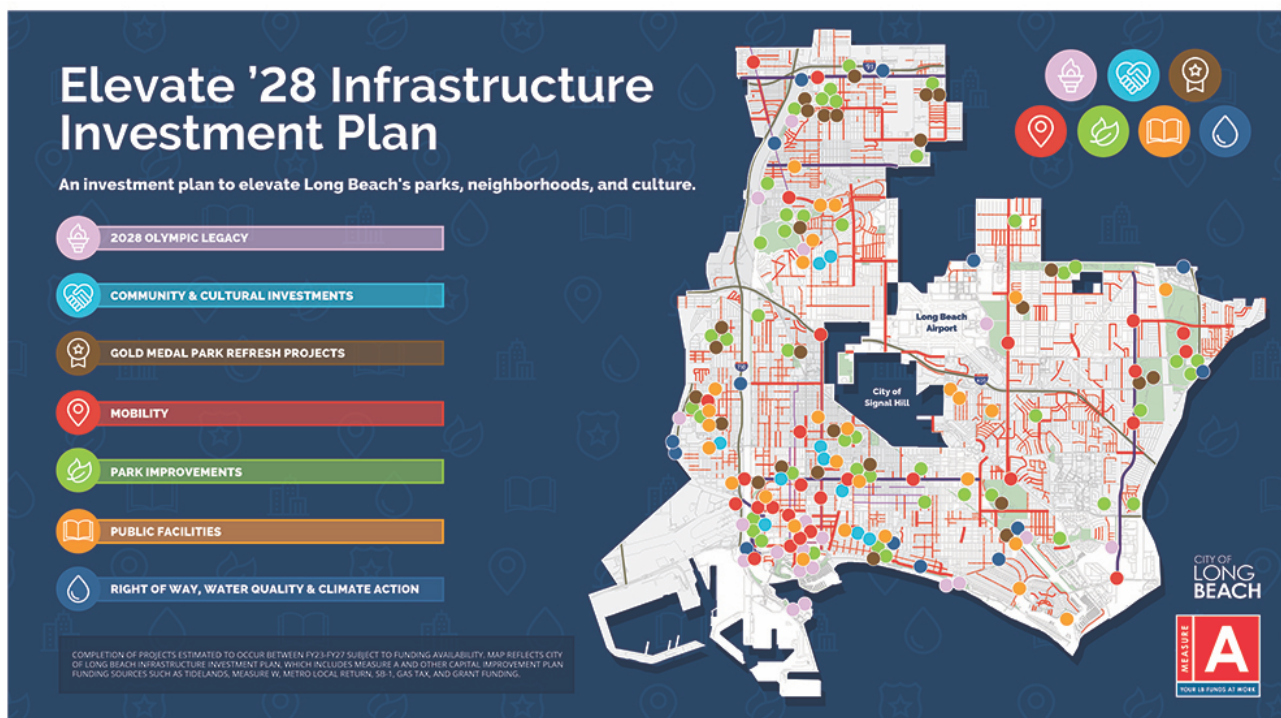 Elevate '28 Infrastructure
Investment Plan
An investment plan to elevate Long Beach's parks, neighborhoods, and culture.
2028 OLYMPIC LEGACY
COMMUNITY & CULTURAL INVESTMENTS
GOLD MEDAL PARK REFRESH PROJECTS
MOBILITY
PARK IMPROVEMENTS
PUBLIC FACILITIES
RIGHT OF WAY, WATER QUALITY & CLIMATE ACTION
COMPLETION OF PROJECTS ESTIMATED TO OCCUR BETWEEN FY23-FY27 SUBJECT TO FUNDING AVAILABILITY. MAP REFLECTS CITY
OF LONG BEACH INFRASTRUCTURE INVESTMENT PLAN, WHICH INCLUDES MEASURE A AND OTHER CAPITAL IMPROVEMENT PLAN
FUNDING SOURCES SUCH AS TIDELANDS, MEASURE W, METRO LOCAL RETURN, SB-1, GAS TAX, AND GRANT FUNDING.
Long Beach
Airport
City of
Signal Hill
CITY OF
LONG
BEACH
MEASURE
A
YOUR LB FUNDS AT WORK